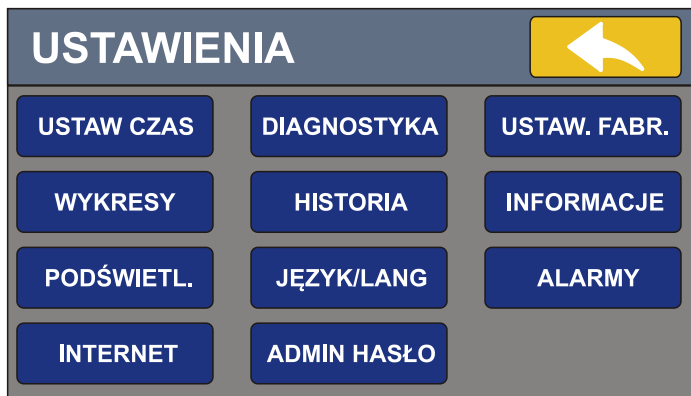 USTAWIENIA
USTAW CZAS DIAGNOSTYKA USTAW. FABR.
WYKRESY HISTORIA INFORMACJE
PODŚWIETL. JĘZYK/LANG ALARMY
INTERNET ADMIN HASŁO